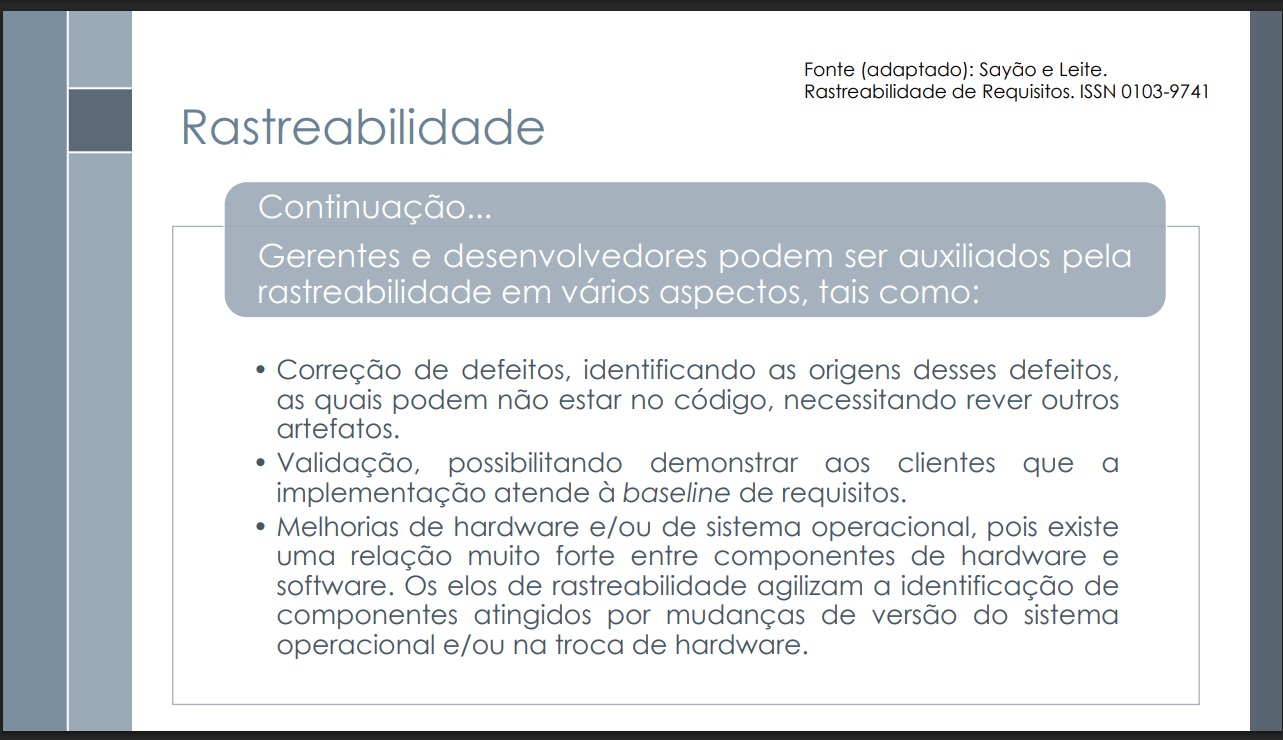 Fonte (adaptado): Sayão e Leite.
Rastreabilidade de Requisitos. ISSN 0103-9741
Rastreabilidade
Continuação...
Gerentes e desenvolvedores podem ser auxiliados pela
rastreabilidade em vários aspectos, tais como:
• Correção de defeitos, identificando as origens desses defeitos,
as quais podem não estar no código, necessitando rever outros
artefatos.
• Validação, possibilitando demonstrar aos clientes que a
implementação atende à baseline de requisitos.
• Melhorias de hardware e/ou de sistema operacional, pois existe
uma relação muito forte entre componentes de hardware e
software. Os elos de rastreabilidade agilizam a identificação de
componentes atingidos por mudanças de versão do sistema
operacional e/ou na troca de hardware.